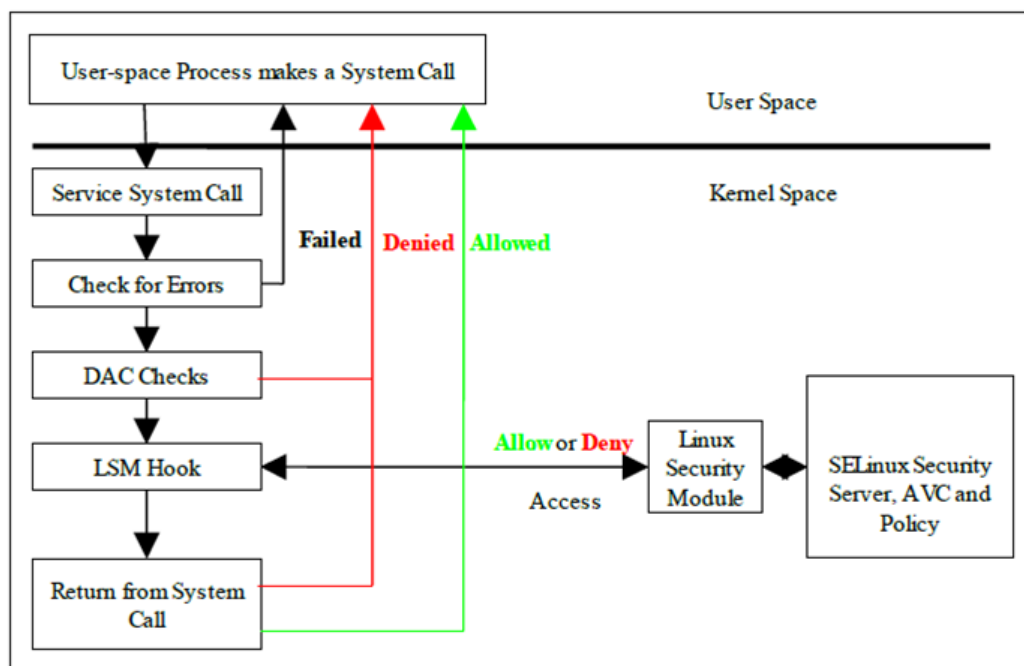 User-space Process makes a System Call
User Space
Service System Call
Kernel Space
Failed
Denied
Allowed
Check for Errors
DAC Checks
LSM Hook
Allow or Deny
Access
Linux
Security
Module
SELinux Security
Server, AVC and
Policy
Return from System
Call